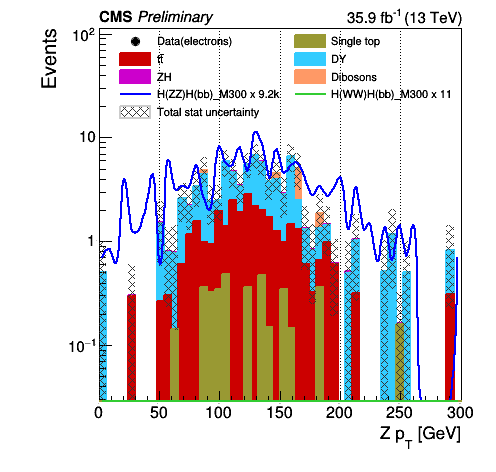 CMS Preliminary 35.9 fb⁻¹ (13 TeV)
Events
Data(electrons) Single top
tt̄ DY
ZH Dibosons
H(ZZ)H(bb)_M300 x 9.2k H(WW)H(bb)_M300 x 11
Total stat uncertainty
10²
10
1
10⁻¹
0 50 100 150 200 250 300
Z p_T [GeV]